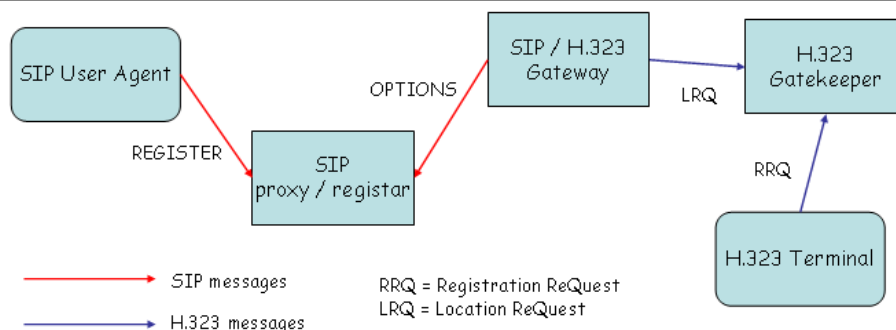 SIP User Agent
SIP / H.323
Gateway
H.323
Gatekeeper
OPTIONS
LRQ
REGISTER
SIP
proxy / registar
RRQ
H.323 Terminal
SIP messages
H.323 messages
RRQ = Registration ReQuest
LRQ = Location ReQuest